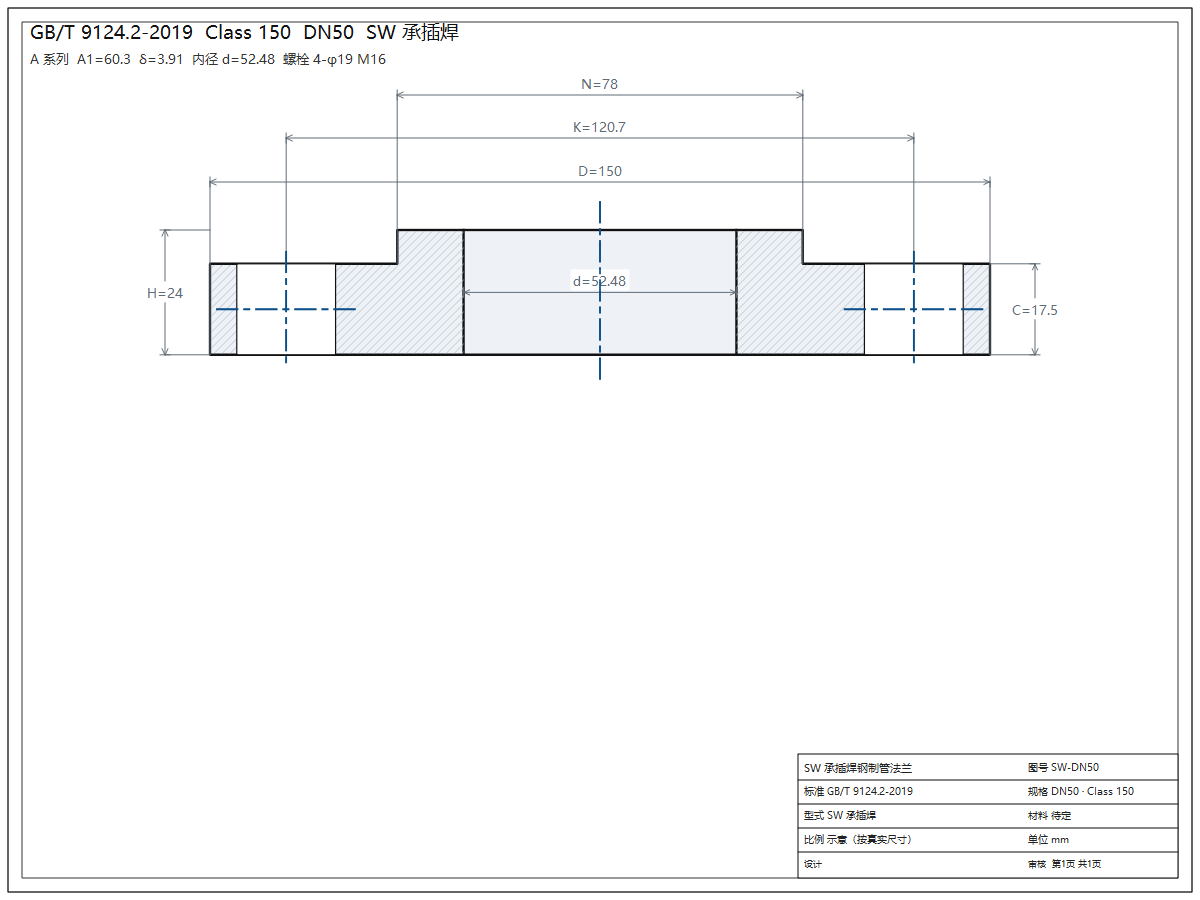 GB/T 9124.2-2019 Class 150 DN50 SW 承插焊
A 系列 A1=60.3 δ=3.91 内径 d=52.48 螺栓 4-φ19 M16
N=78
K=120.7
D=150
d=52.48
H=24
C=17.5
SW 承插焊钢制管法兰 图号 SW-DN50
标准 GB/T 9124.2-2019 规格 DN50 · Class 150
型式 SW 承插焊 材料 待定
比例 示意（按真实尺寸） 单位 mm
设计 审核 第1页 共1页